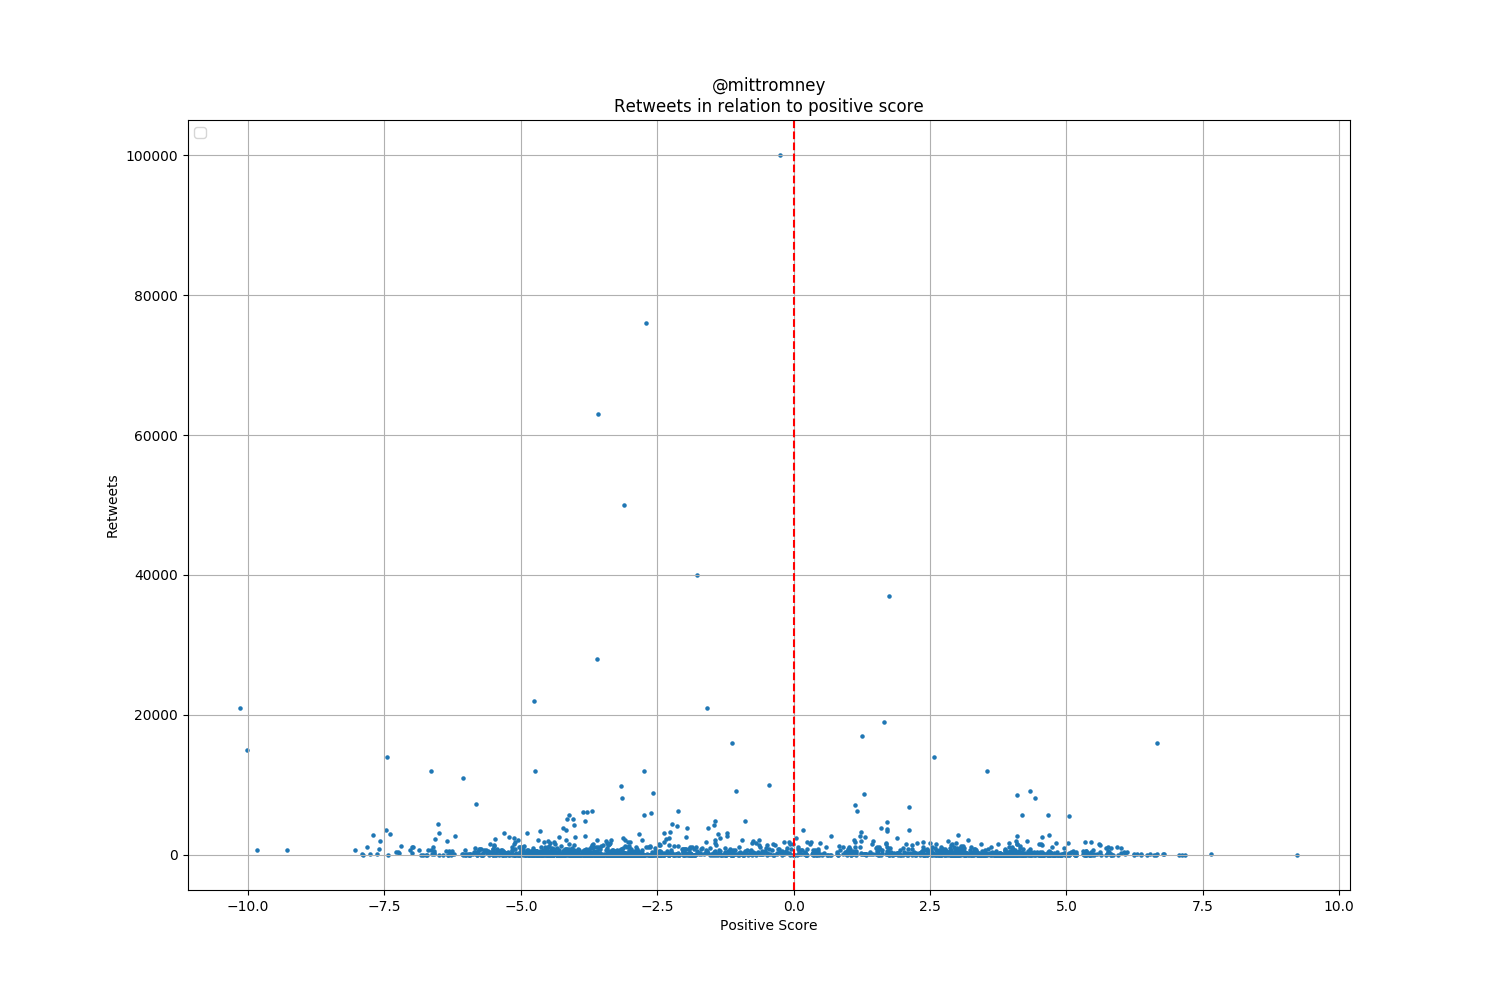 @mittromney
Retweets in relation to positive score
100000
80000
60000
40000
20000
0
Retweets
−10.0 −7.5 −5.0 −2.5 0.0 2.5 5.0 7.5 10.0
Positive Score